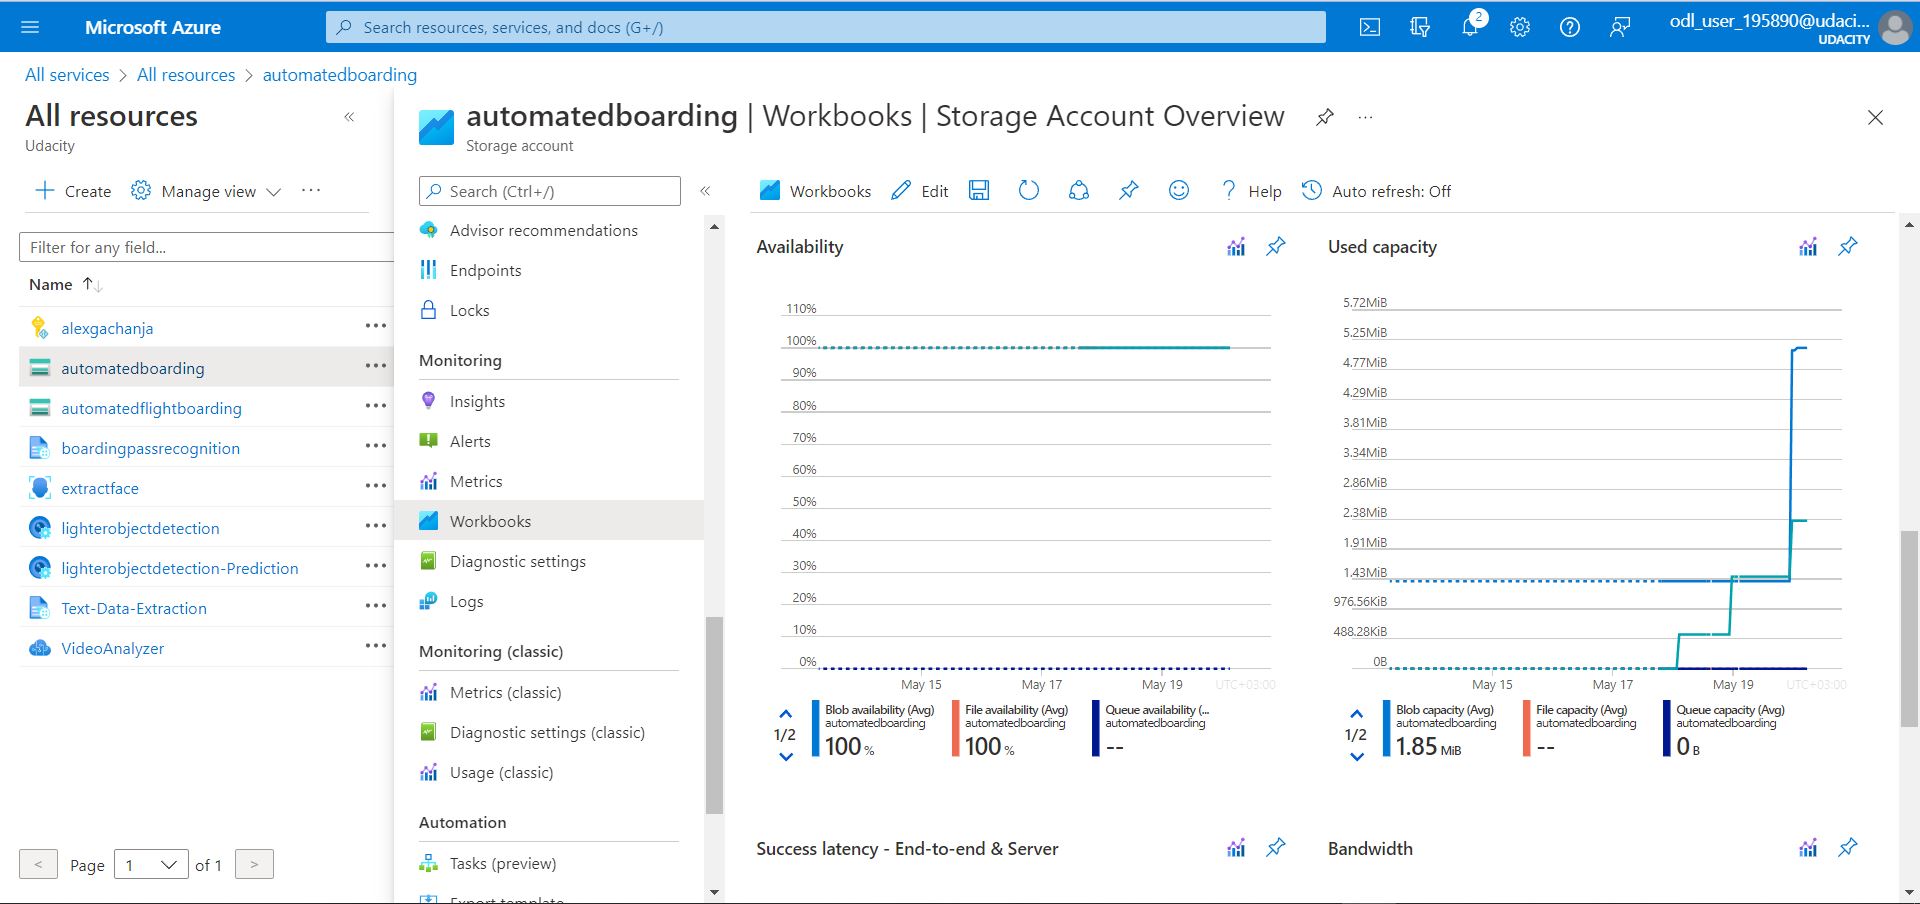 Microsoft Azure
Search resources, services, and docs (G+/)
2
odl_user_195890@udaci...
UDACITY
All services > All resources > automatedboarding
All resources
Udacity
Create
Manage view
Filter for any field...
Name
alexgachanja
automatedboarding
automatedflightboarding
boardingpassrecognition
extractface
lighterobjectdetection
lighterobjectdetection-Prediction
Text-Data-Extraction
VideoAnalyzer
< Page 1 of 1 >
automatedboarding | Workbooks | Storage Account Overview
Storage account
Search (Ctrl+/)
Advisor recommendations
Endpoints
Locks
Monitoring
Insights
Alerts
Metrics
Workbooks
Diagnostic settings
Logs
Monitoring (classic)
Metrics (classic)
Diagnostic settings (classic)
Usage (classic)
Automation
Tasks (preview)
Export template
Workbooks
Edit
Help
Auto refresh: Off
Availability
110%
100%
90%
80%
70%
60%
50%
40%
30%
20%
10%
0%
May 15 May 17 May 19 UTC+03:00
1/2
Blob availability (Avg)
automatedboarding
100 %
File availability (Avg)
automatedboarding
100 %
Queue availability (...
automatedboarding
--
Used capacity
5.72MiB
5.25MiB
4.77MiB
4.29MiB
3.81MiB
3.34MiB
2.86MiB
2.38MiB
1.91MiB
1.43MiB
976.56KiB
488.28KiB
0B
May 15 May 17 May 19 UTC+03:00
1/2
Blob capacity (Avg)
automatedboarding
1.85 MiB
File capacity (Avg)
automatedboarding
--
Queue capacity (Avg)
automatedboarding
0 B
Success latency - End-to-end & Server
Bandwidth